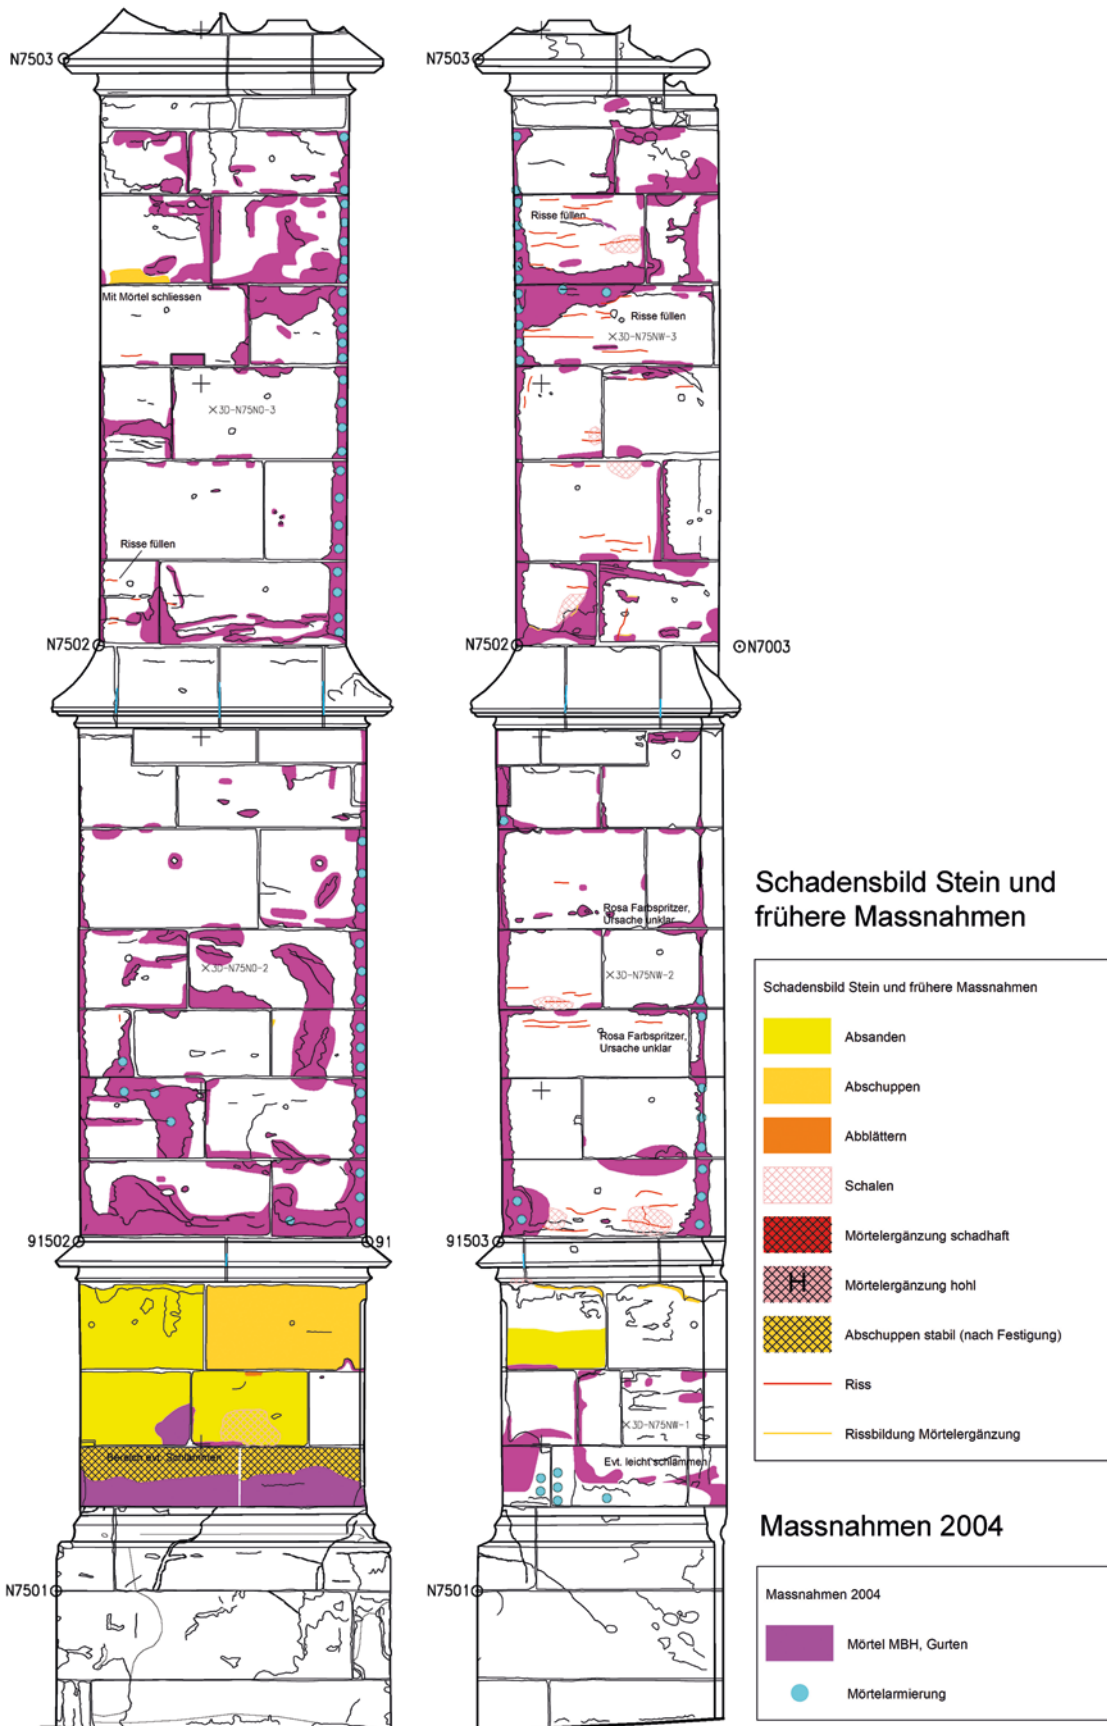 N7503
N7503
Risse füllen
Mit Mörtel schliessen
Risse füllen
3D-N75NW-3
3D-N75NO-3
Risse füllen
N7502
N7502
N7003
Rosa Farbspritzer,
Ursache unklar
3D-N75NO-2
3D-N75NW-2
Rosa Farbspritzer,
Ursache unklar
91502
91
91503
3D-N75NW-1
Bereich evt. Schlämmen
Evt. leicht schlämmen
N7501
N7501
Schadensbild Stein und
frühere Massnahmen
Schadensbild Stein und frühere Massnahmen
Absanden
Abschuppen
Abblättern
Schalen
Mörtelergänzung schadhaft
H
Mörtelergänzung hohl
Abschuppen stabil (nach Festigung)
Riss
Rissbildung Mörtelergänzung
Massnahmen 2004
Massnahmen 2004
Mörtel MBH, Gurten
Mörtelarmierung